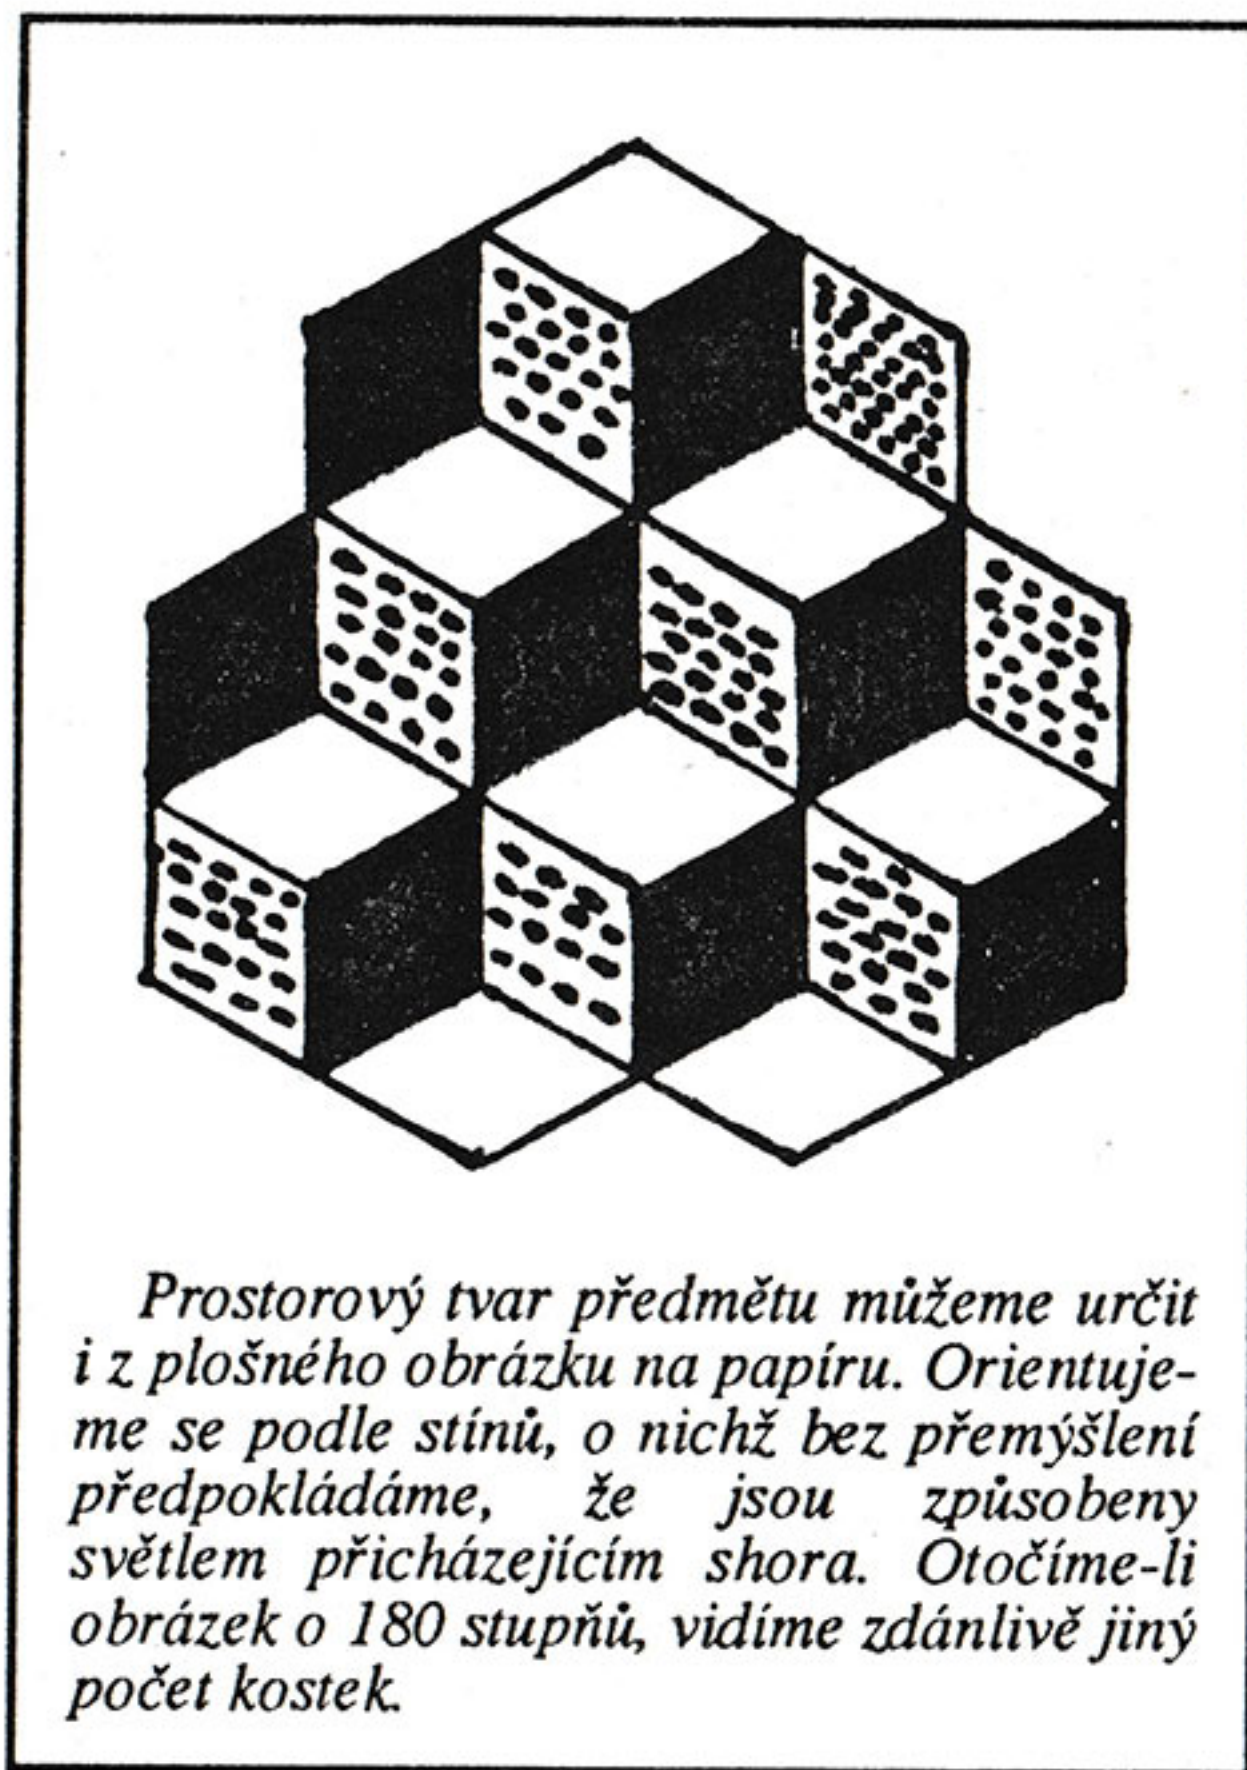 Prostorový tvar předmětu můžeme určit
i z plošného obrázku na papíru. Orientuje-
me se podle stínů, o nichž bez přemýšlení
předpokládáme, že jsou způsobeny
světlem přicházejícím shora. Otočíme-li
obrázek o 180 stupňů, vidíme zdánlivě jiný
počet kostek.